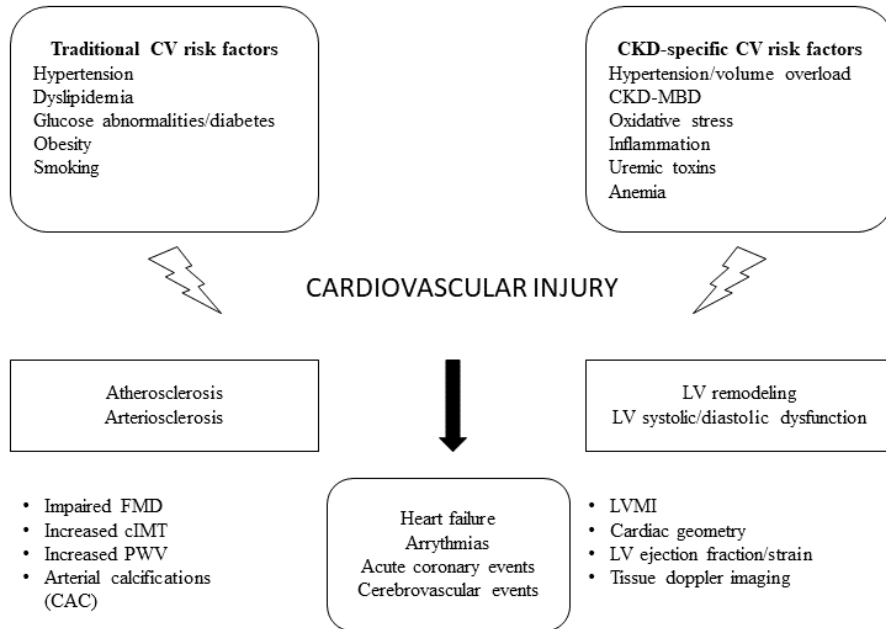 Traditional CV risk factors
Hypertension
Dyslipidemia
Glucose abnormalities/diabetes
Obesity
Smoking
CKD-specific CV risk factors
Hypertension/volume overload
CKD-MBD
Oxidative stress
Inflammation
Uremic toxins
Anemia
CARDIOVASCULAR INJURY
Atherosclerosis
Arteriosclerosis
LV remodeling
LV systolic/diastolic dysfunction
• Impaired FMD
• Increased cIMT
• Increased PWV
• Arterial calcifications
(CAC)
Heart failure
Arrythmias
Acute coronary events
Cerebrovascular events
• LVMI
• Cardiac geometry
• LV ejection fraction/strain
• Tissue doppler imaging